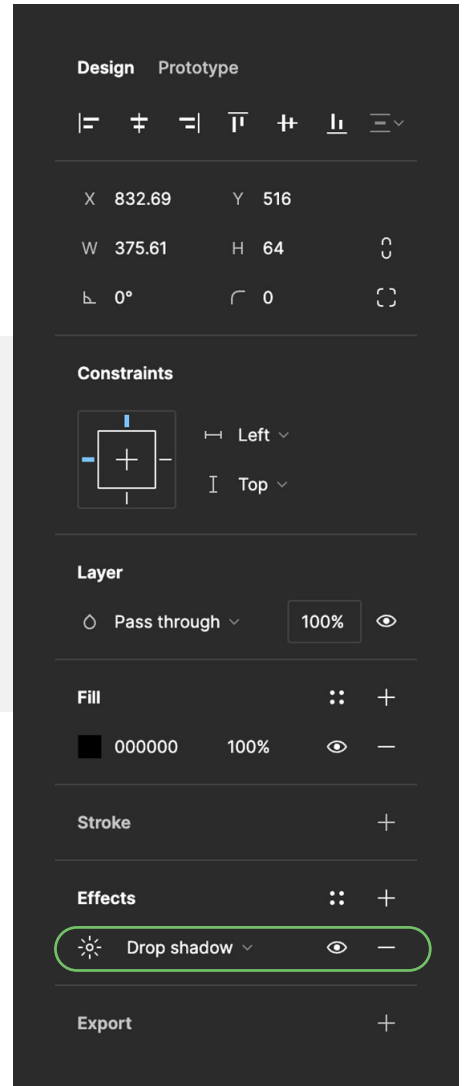 Design Prototype
X 832.69 Y 516
W 375.61 H 64
0° 0
Constraints
Left
Top
Layer
Pass through 100%
Fill
000000 100%
Stroke
Effects
Drop shadow
Export